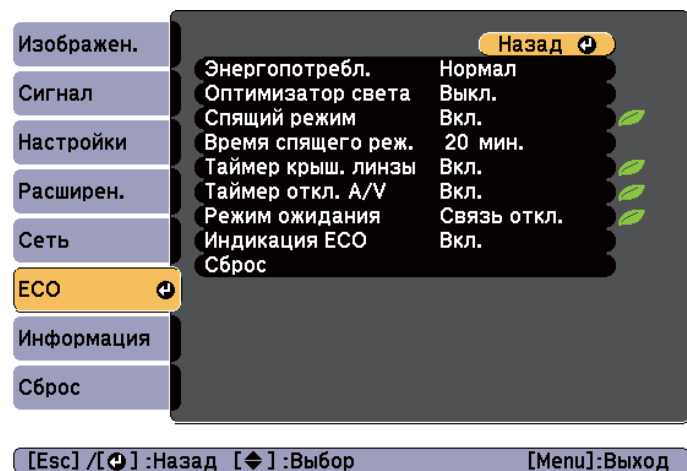 Изображен.
Сигнал
Настройки
Расширен.
Сеть
ECO
Информация
Сброс
Назад
Энергопотребл. Нормал
Оптимизатор света Выкл.
Спящий режим Вкл.
Время спящего реж. 20 мин.
Таймер крыш. линзы Вкл.
Таймер откл. A/V Вкл.
Режим ожидания Связь откл.
Индикация ECO Вкл.
Сброс
[Esc] /[⏎] :Назад [◆] :Выбор [Menu]:Выход